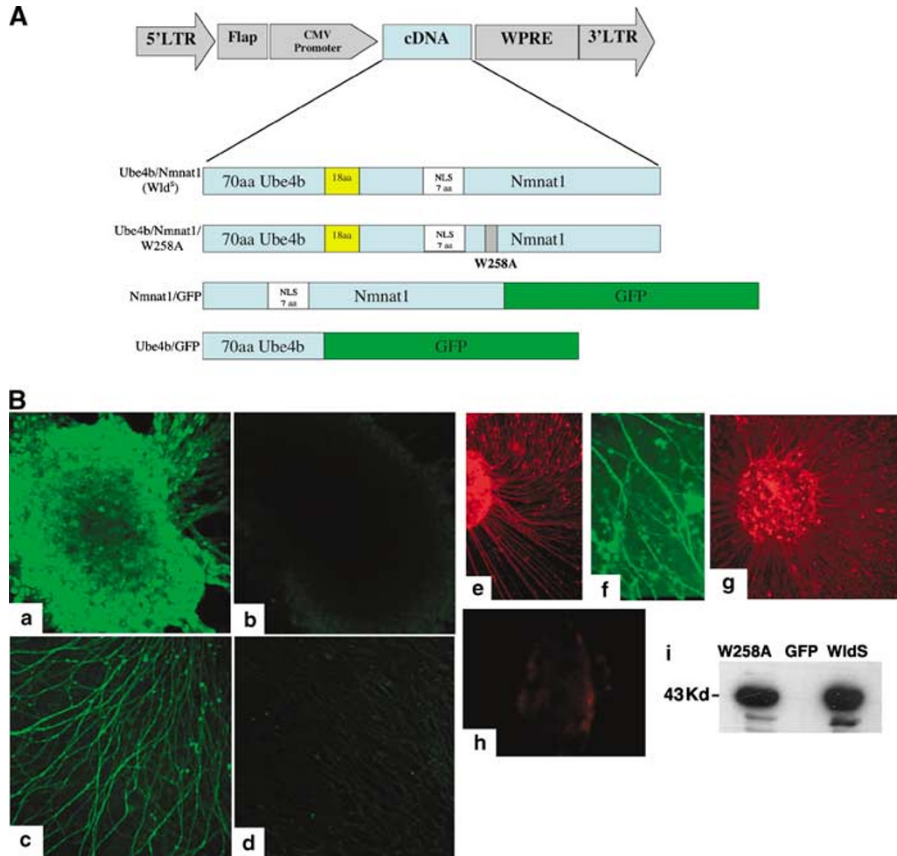 A
5'LTR Flap CMV Promoter cDNA WPRE 3'LTR
Ube4b/Nmnat1 (Wldˢ)
70aa Ube4b 18aa NLS 7 aa Nmnat1
Ube4b/Nmnat1/ W258A
70aa Ube4b 18aa NLS 7 aa Nmnat1
W258A
Nmnat1/GFP
NLS 7 aa Nmnat1 GFP
Ube4b/GFP
70aa Ube4b GFP
B
a
b
c
d
e
f
g
h
i
W258A GFP WldS
43Kd-